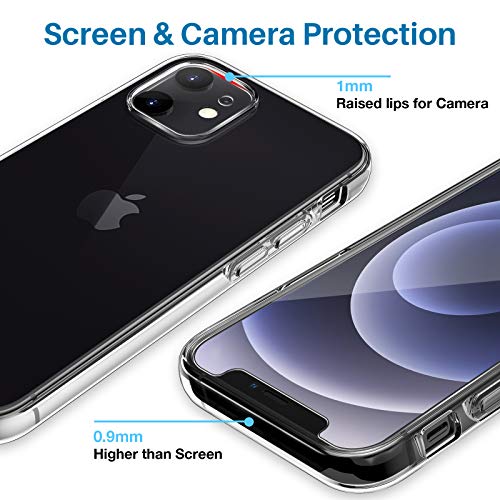 Screen & Camera Protection
1mm
Raised lips for Camera
0.9mm
Higher than Screen